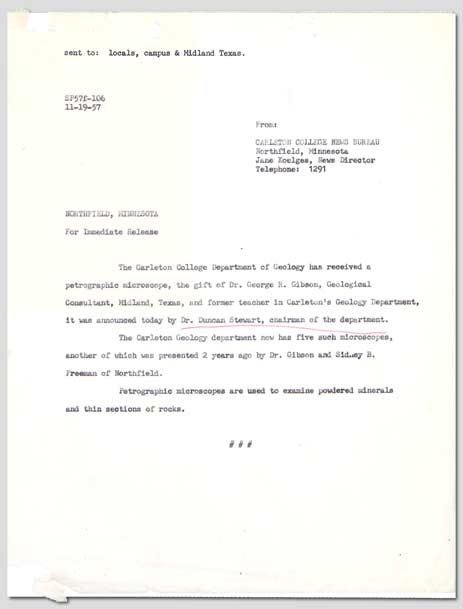 sent to: locals, campus & Midland Texas.
SP57f-106
11-19-57
From:
CARLETON COLLEGE NEWS BUREAU
Northfield, Minnesota
Jane Koelges, News Director
Telephone: 1291
NORTHFIELD, MINNESOTA
For Immediate Release
The Carleton College Department of Geology has received a
petrographic microscope, the gift of Dr. George R. Gibson, Geological
Consultant, Midland, Texas, and former teacher in Carleton's Geology Department,
it was announced today by Dr. Duncan Stewart, chairman of the department.
The Carleton Geology department now has five such microscopes,
another of which was presented 2 years ago by Dr. Gibson and Sidney B.
Freeman of Northfield.
Petrographic microscopes are used to examine powdered minerals
and thin sections of rocks.
# # #